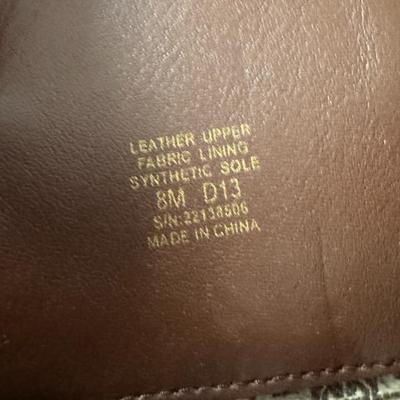 LEATHER UPPER
FABRIC LINING
SYNTHETIC SOLE
8M D13
S/N:22138506
MADE IN CHINA